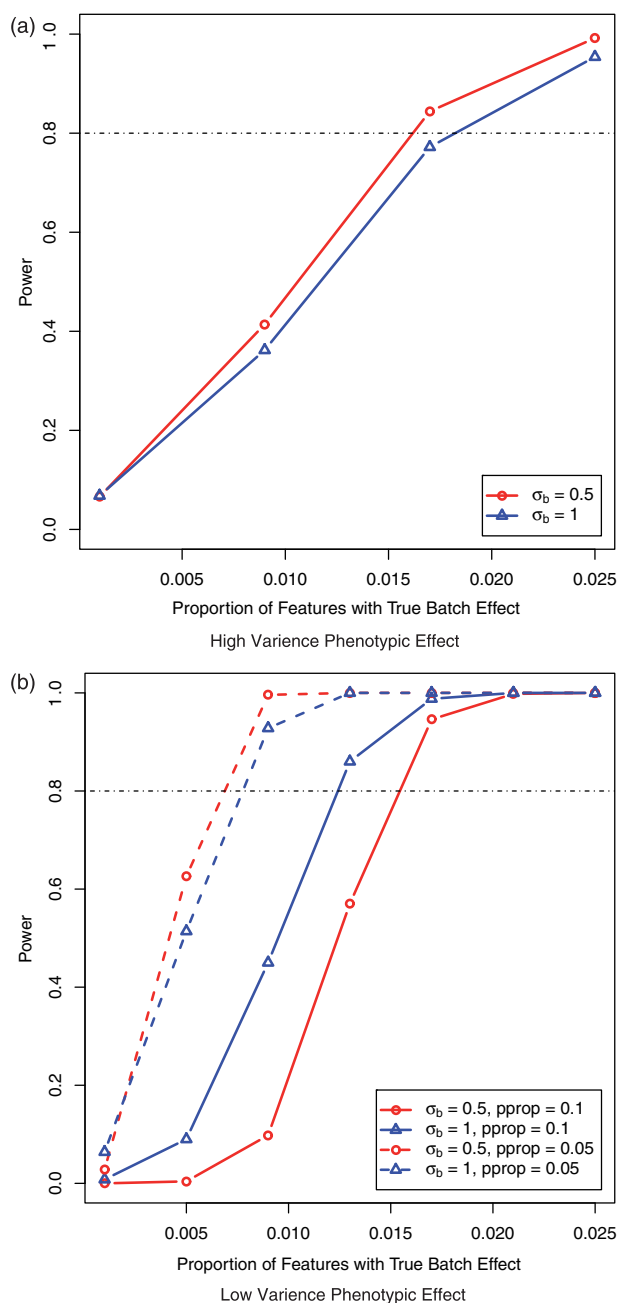 (a)
1.0
0.8
0.6
0.4
0.2
0.0
Power
σb = 0.5
σb = 1
0.005 0.010 0.015 0.020 0.025
Proportion of Features with True Batch Effect
High Varience Phenotypic Effect
(b)
1.0
0.8
0.6
0.4
0.2
0.0
Power
σb = 0.5, pprop = 0.1
σb = 1, pprop = 0.1
σb = 0.5, pprop = 0.05
σb = 1, pprop = 0.05
0.005 0.010 0.015 0.020 0.025
Proportion of Features with True Batch Effect
Low Varience Phenotypic Effect